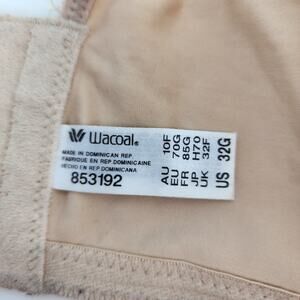 Wacoal®
MADE IN DOMINICAN REP.
FABRIQUE EN REP. DOMINICAINE
HECHO EN REP. DOMINICANA
853192
AU 10F
EU 70G
FR 85G
JP H70
UK 32F
US 32G